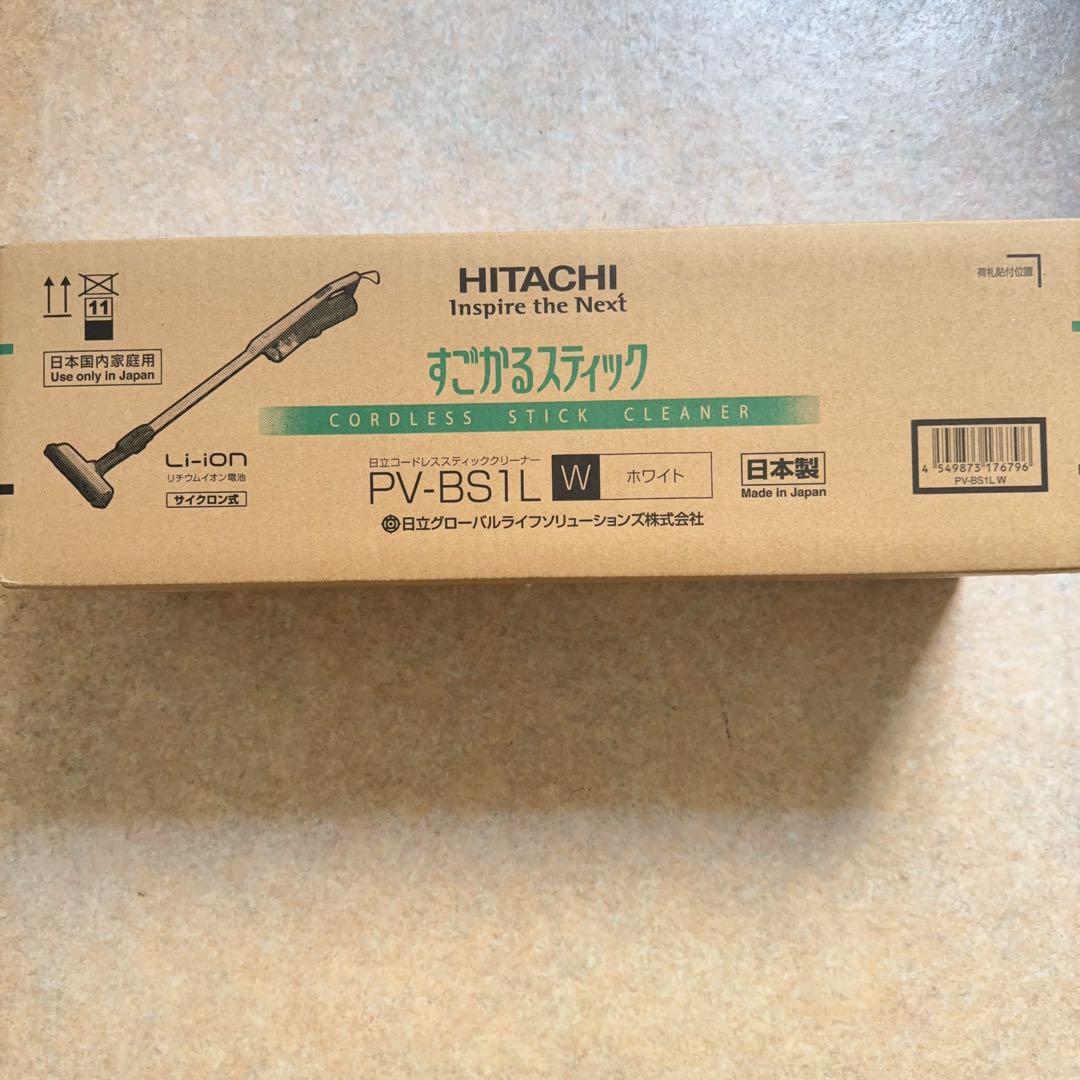 11
日本国内家庭用
Use only in Japan
Li-ion
リチウムイオン電池
サイクロン式
HITACHI
Inspire the Next
すごかるスティック
CORDLESS STICK CLEANER
日立コードレススティッククリーナー
PV-BS1L W ホワイト
日本製
Made in Japan
日立グローバルライフソリューションズ株式会社
荷札貼付位置
4 549873 176796
PV-BS1L W